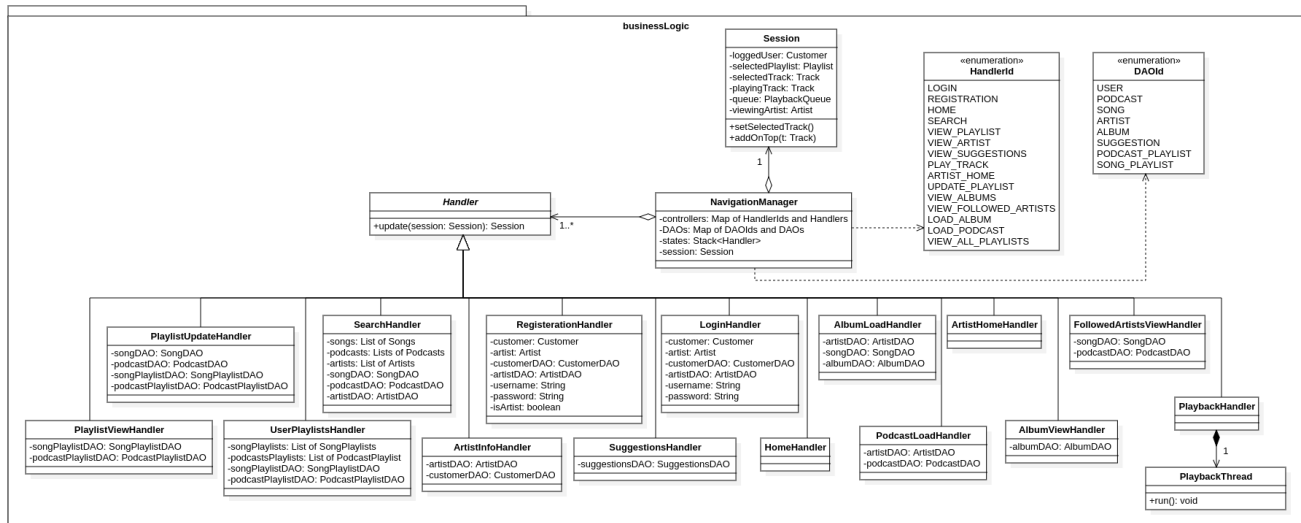 businessLogic
Session
-loggedUser: Customer
-selectedPlaylist: Playlist
-selectedTrack: Track
-playingTrack: Track
-queue: PlaybackQueue
-viewingArtist: Artist
+setSelectedTrack()
+addOnTop(t: Track)
«enumeration»
HandlerId
LOGIN
REGISTRATION
HOME
SEARCH
VIEW_PLAYLIST
VIEW_ARTIST
VIEW_SUGGESTIONS
PLAY_TRACK
ARTIST_HOME
UPDATE_PLAYLIST
VIEW_ALBUMS
VIEW_FOLLOWED_ARTISTS
LOAD_ALBUM
LOAD_PODCAST
VIEW_ALL_PLAYLISTS
«enumeration»
DAOId
USER
PODCAST
SONG
ARTIST
ALBUM
SUGGESTION
PODCAST_PLAYLIST
SONG_PLAYLIST
1
Handler
+update(session: Session): Session
1..*
NavigationManager
-controllers: Map of HandlerIds and Handlers
-DAOs: Map of DAOIds and DAOs
-states: Stack<Handler>
-session: Session
PlaylistUpdateHandler
-songDAO: SongDAO
-podcastDAO: PodcastDAO
-songPlaylistDAO: SongPlaylistDAO
-podcastPlaylistDAO: PodcastPlaylistDAO
SearchHandler
-songs: List of Songs
-podcasts: Lists of Podcasts
-artists: List of Artists
-songDAO: SongDAO
-podcastDAO: PodcastDAO
-artistDAO: ArtistDAO
RegisterationHandler
-customer: Customer
-artist: Artist
-customerDAO: CustomerDAO
-artistDAO: ArtistDAO
-username: String
-password: String
-isArtist: boolean
LoginHandler
-customer: Customer
-artist: Artist
-customerDAO: CustomerDAO
-artistDAO: ArtistDAO
-username: String
-password: String
AlbumLoadHandler
-artistDAO: ArtistDAO
-songDAO: SongDAO
-albumDAO: AlbumDAO
ArtistHomeHandler
FollowedArtistsViewHandler
-songDAO: SongDAO
-podcastDAO: PodcastDAO
PlaylistViewHandler
-songPlaylistDAO: SongPlaylistDAO
-podcastPlaylistDAO: PodcastPlaylistDAO
UserPlaylistsHandler
-songPlaylists: List of SongPlaylists
-podcastsPlaylists: List of PodcastPlaylist
-songPlaylistDAO: SongPlaylistDAO
-podcastPlaylistDAO: PodcastPlaylistDAO
ArtistInfoHandler
-artistDAO: ArtistDAO
-customerDAO: CustomerDAO
SuggestionsHandler
-suggestionsDAO: SuggestionsDAO
HomeHandler
PodcastLoadHandler
-artistDAO: ArtistDAO
-podcastDAO: PodcastDAO
AlbumViewHandler
-albumDAO: AlbumDAO
PlaybackHandler
1
PlaybackThread
+run(): void